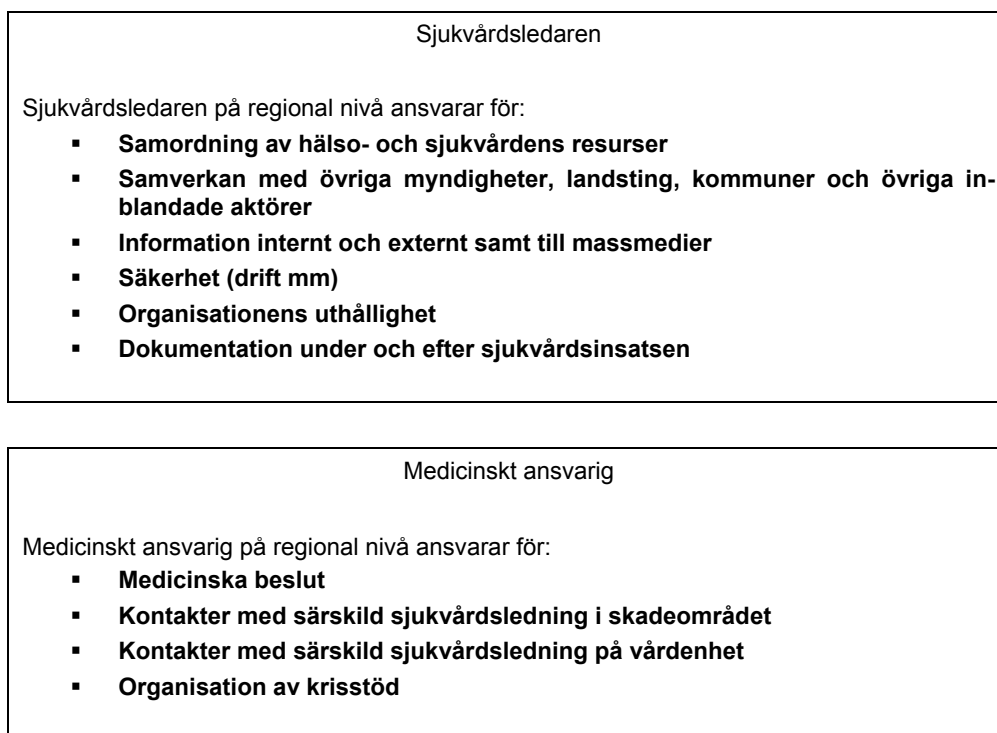 Sjukvårdsledaren
Sjukvårdsledaren på regional nivå ansvarar för:
▪ Samordning av hälso- och sjukvårdens resurser
▪ Samverkan med övriga myndigheter, landsting, kommuner och övriga in-
blandade aktörer
▪ Information internt och externt samt till massmedier
▪ Säkerhet (drift mm)
▪ Organisationens uthållighet
▪ Dokumentation under och efter sjukvårdsinsatsen
Medicinskt ansvarig
Medicinskt ansvarig på regional nivå ansvarar för:
▪ Medicinska beslut
▪ Kontakter med särskild sjukvårdsledning i skadeområdet
▪ Kontakter med särskild sjukvårdsledning på vårdenhet
▪ Organisation av krisstöd